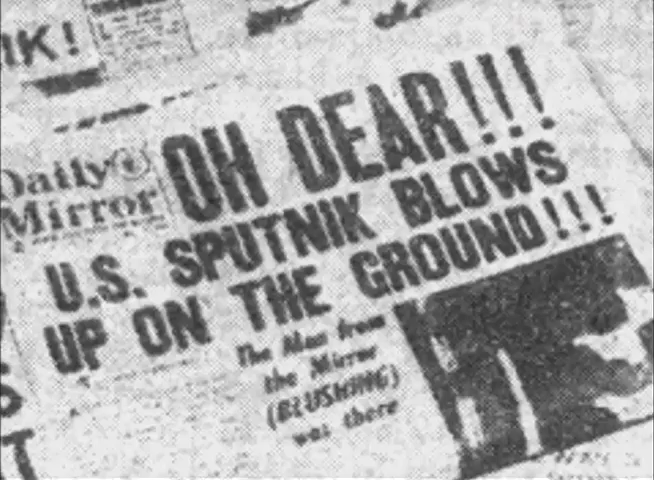 IK!
Daily
Mirror
OH DEAR!!!
U.S. SPUTNIK BLOWS
UP ON THE GROUND!!!
The Man from
the Mirror
(BLUSHING)
was there
S
T